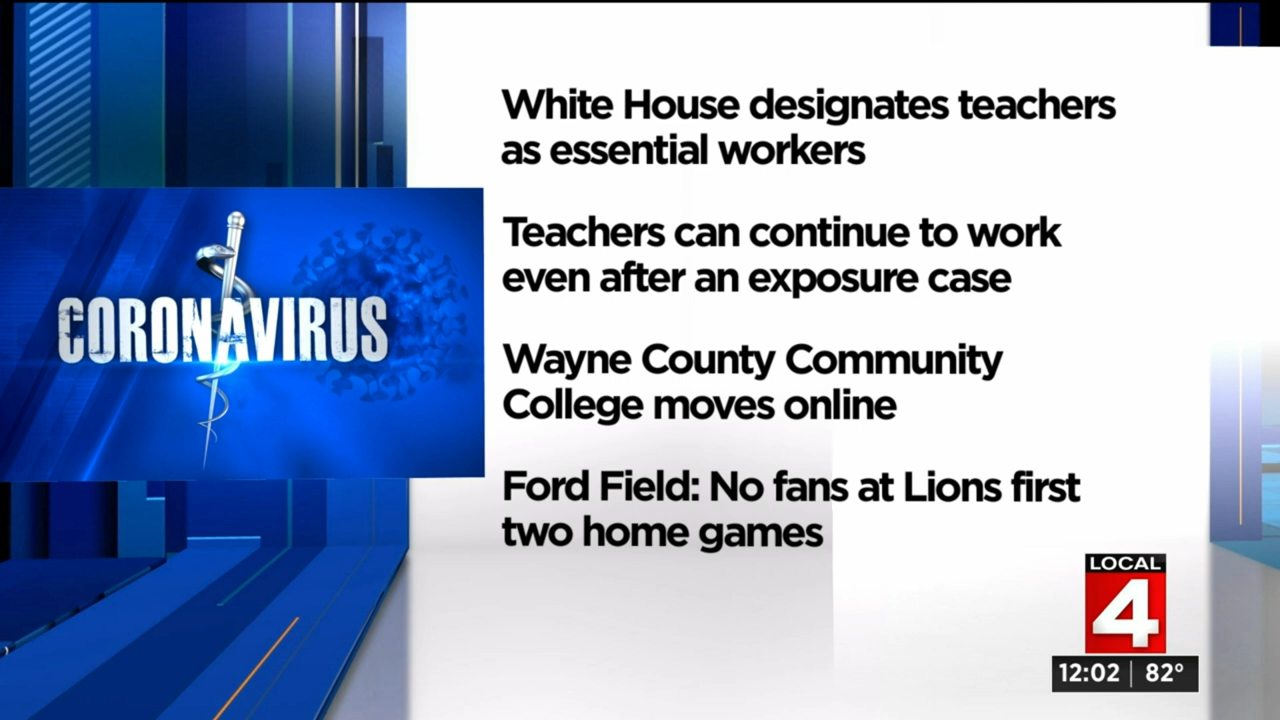 White House designates teachers
as essential workers
Teachers can continue to work
even after an exposure case
CORONAVIRUS
Wayne County Community
College moves online
Ford Field: No fans at Lions first
two home games
LOCAL
4
12:02 | 82°